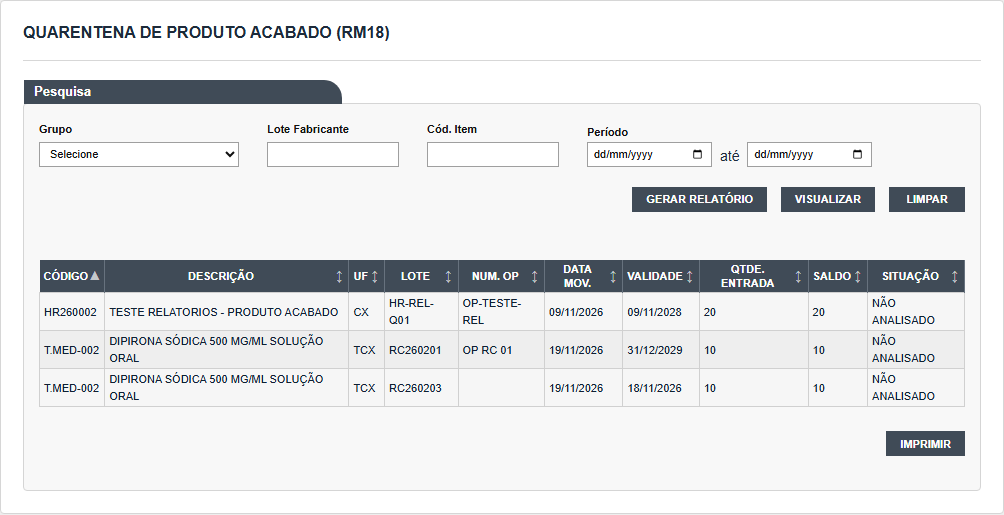 QUARENTENA DE PRODUTO ACABADO (RM18)
Pesquisa
Grupo Lote Fabricante Cód. Item Período
Selecione dd/mm/yyyy até dd/mm/yyyy
GERAR RELATÓRIO VISUALIZAR LIMPAR
CÓDIGO DESCRIÇÃO UF LOTE NUM. OP DATA MOV. VALIDADE QTDE. ENTRADA SALDO SITUAÇÃO
HR260002 TESTE RELATORIOS - PRODUTO ACABADO CX HR-REL-Q01 OP-TESTE-REL 09/11/2026 09/11/2028 20 20 NÃO ANALISADO
T.MED-002 DIPIRONA SÓDICA 500 MG/ML SOLUÇÃO ORAL TCX RC260201 OP RC 01 19/11/2026 31/12/2029 10 10 NÃO ANALISADO
T.MED-002 DIPIRONA SÓDICA 500 MG/ML SOLUÇÃO ORAL TCX RC260203 19/11/2026 18/11/2026 10 10 NÃO ANALISADO
IMPRIMIR